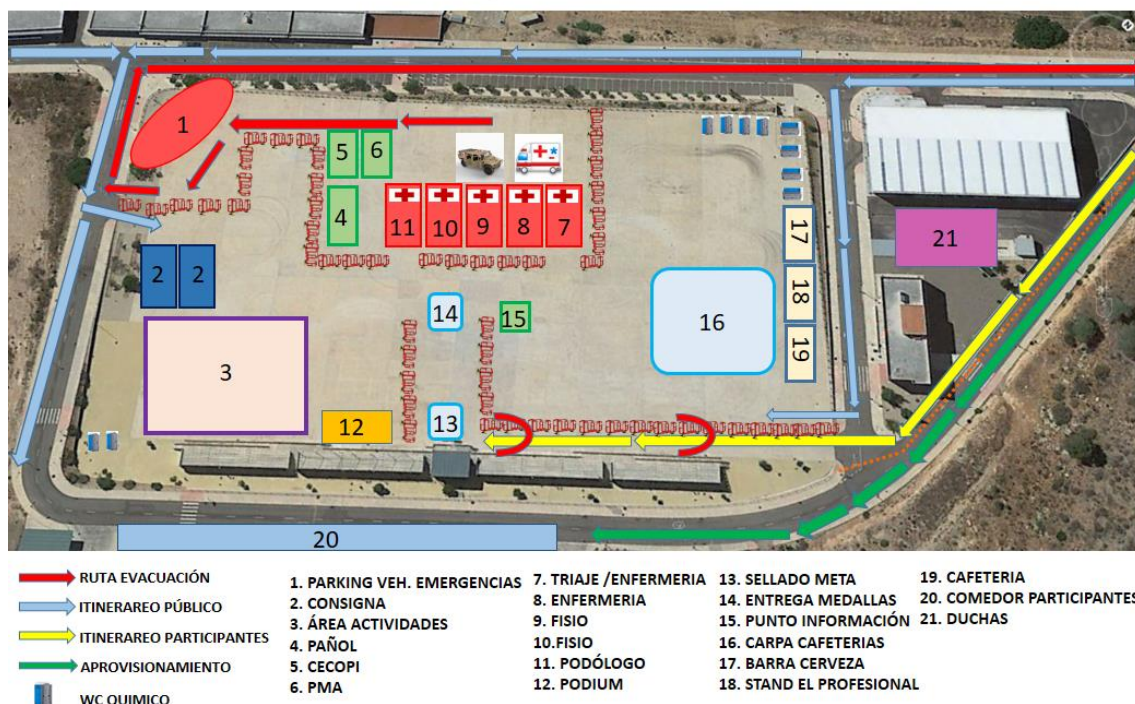 1
5
6
4
11
10
9
8
7
2
2
14
15
3
12
13
16
17
18
19
21
20
RUTA EVACUACIÓN
ITINERAREO PÚBLICO
ITINERAREO PARTICIPANTES
APROVISIONAMIENTO
WC QUIMICO
1. PARKING VEH. EMERGENCIAS
2. CONSIGNA
3. ÁREA ACTIVIDADES
4. PAÑOL
5. CECOPI
6. PMA
7. TRIAJE /ENFERMERIA
8. ENFERMERIA
9. FISIO
10.FISIO
11. PODÓLOGO
12. PODIUM
13. SELLADO META
14. ENTREGA MEDALLAS
15. PUNTO INFORMACIÓN
16. CARPA CAFETERIAS
17. BARRA CERVEZA
18. STAND EL PROFESIONAL
19. CAFETERIA
20. COMEDOR PARTICIPANTES
21. DUCHAS